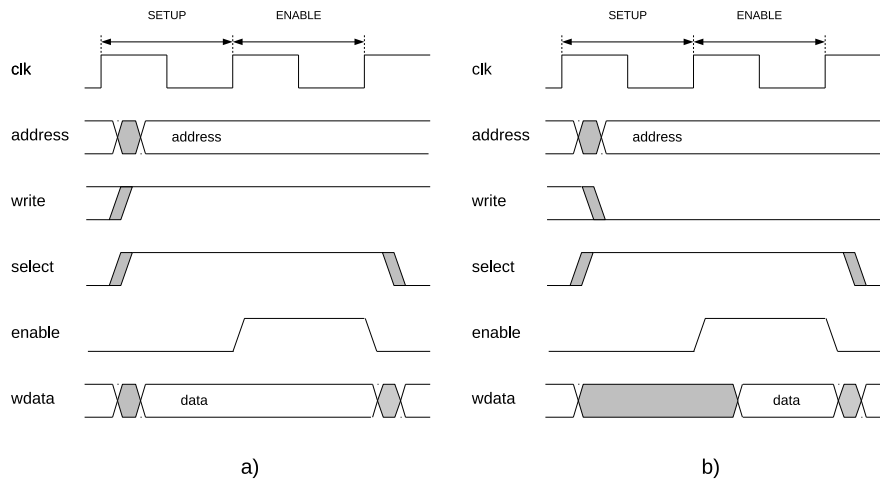 SETUP ENABLE
clk
address address
write
select
enable
wdata data
a)
SETUP ENABLE
clk
address address
write
select
enable
wdata data
b)